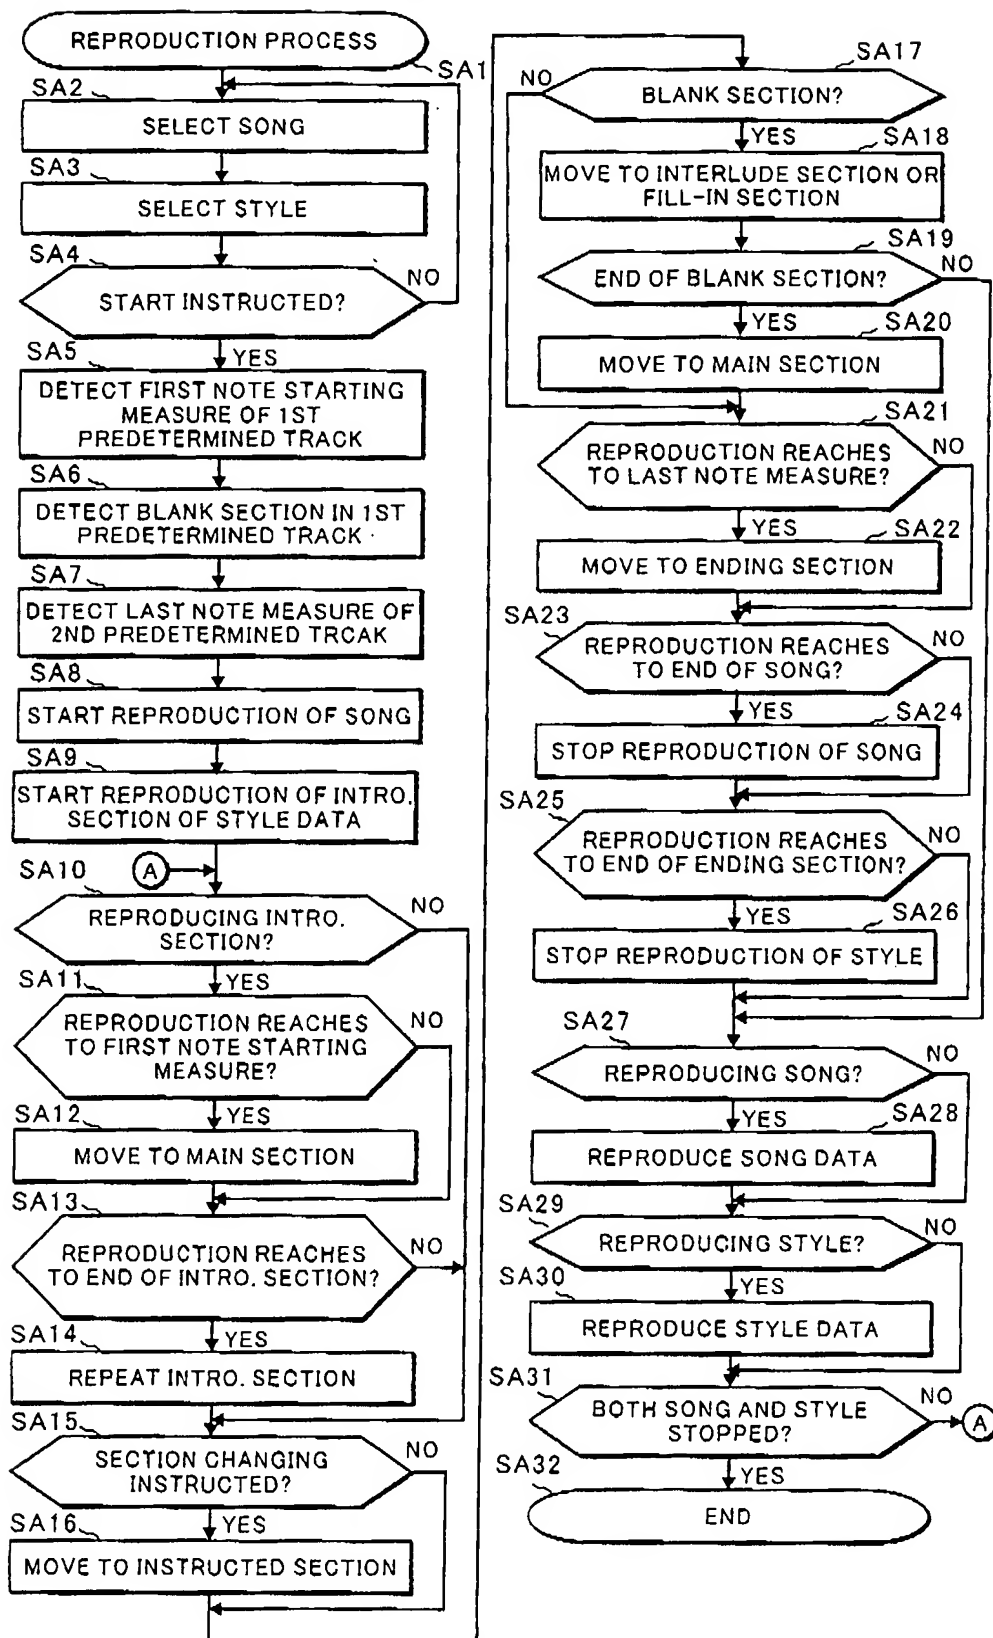 REPRODUCTION PROCESS
SA1
SA2
SELECT SONG
SA3
SELECT STYLE
SA4
START INSTRUCTED?
NO
YES
SA5
DETECT FIRST NOTE STARTING
MEASURE OF 1ST
PREDETERMINED TRACK
SA6
DETECT BLANK SECTION IN 1ST
PREDETERMINED TRACK
SA7
DETECT LAST NOTE MEASURE OF
2ND PREDETERMINED TRCAK
SA8
START REPRODUCTION OF SONG
SA9
START REPRODUCTION OF INTRO.
SECTION OF STYLE DATA
A
SA10
REPRODUCING INTRO.
SECTION?
NO
YES
SA11
REPRODUCTION REACHES
TO FIRST NOTE STARTING
MEASURE?
NO
YES
SA12
MOVE TO MAIN SECTION
SA13
REPRODUCTION REACHES
TO END OF INTRO. SECTION?
NO
YES
SA14
REPEAT INTRO. SECTION
SA15
SECTION CHANGING
INSTRUCTED?
NO
YES
SA16
MOVE TO INSTRUCTED SECTION
SA17
NO
BLANK SECTION?
YES
SA18
MOVE TO INTERLUDE SECTION OR
FILL-IN SECTION
SA19
END OF BLANK SECTION?
NO
YES
SA20
MOVE TO MAIN SECTION
SA21
REPRODUCTION REACHES
TO LAST NOTE MEASURE?
NO
YES
SA22
MOVE TO ENDING SECTION
SA23
REPRODUCTION REACHES
TO END OF SONG?
NO
YES
SA24
STOP REPRODUCTION OF SONG
SA25
REPRODUCTION REACHES
TO END OF ENDING SECTION?
NO
YES
SA26
STOP REPRODUCTION OF STYLE
SA27
REPRODUCING SONG?
NO
YES
SA28
REPRODUCE SONG DATA
SA29
REPRODUCING STYLE?
NO
YES
SA30
REPRODUCE STYLE DATA
SA31
BOTH SONG AND STYLE
STOPPED?
NO
A
YES
SA32
END